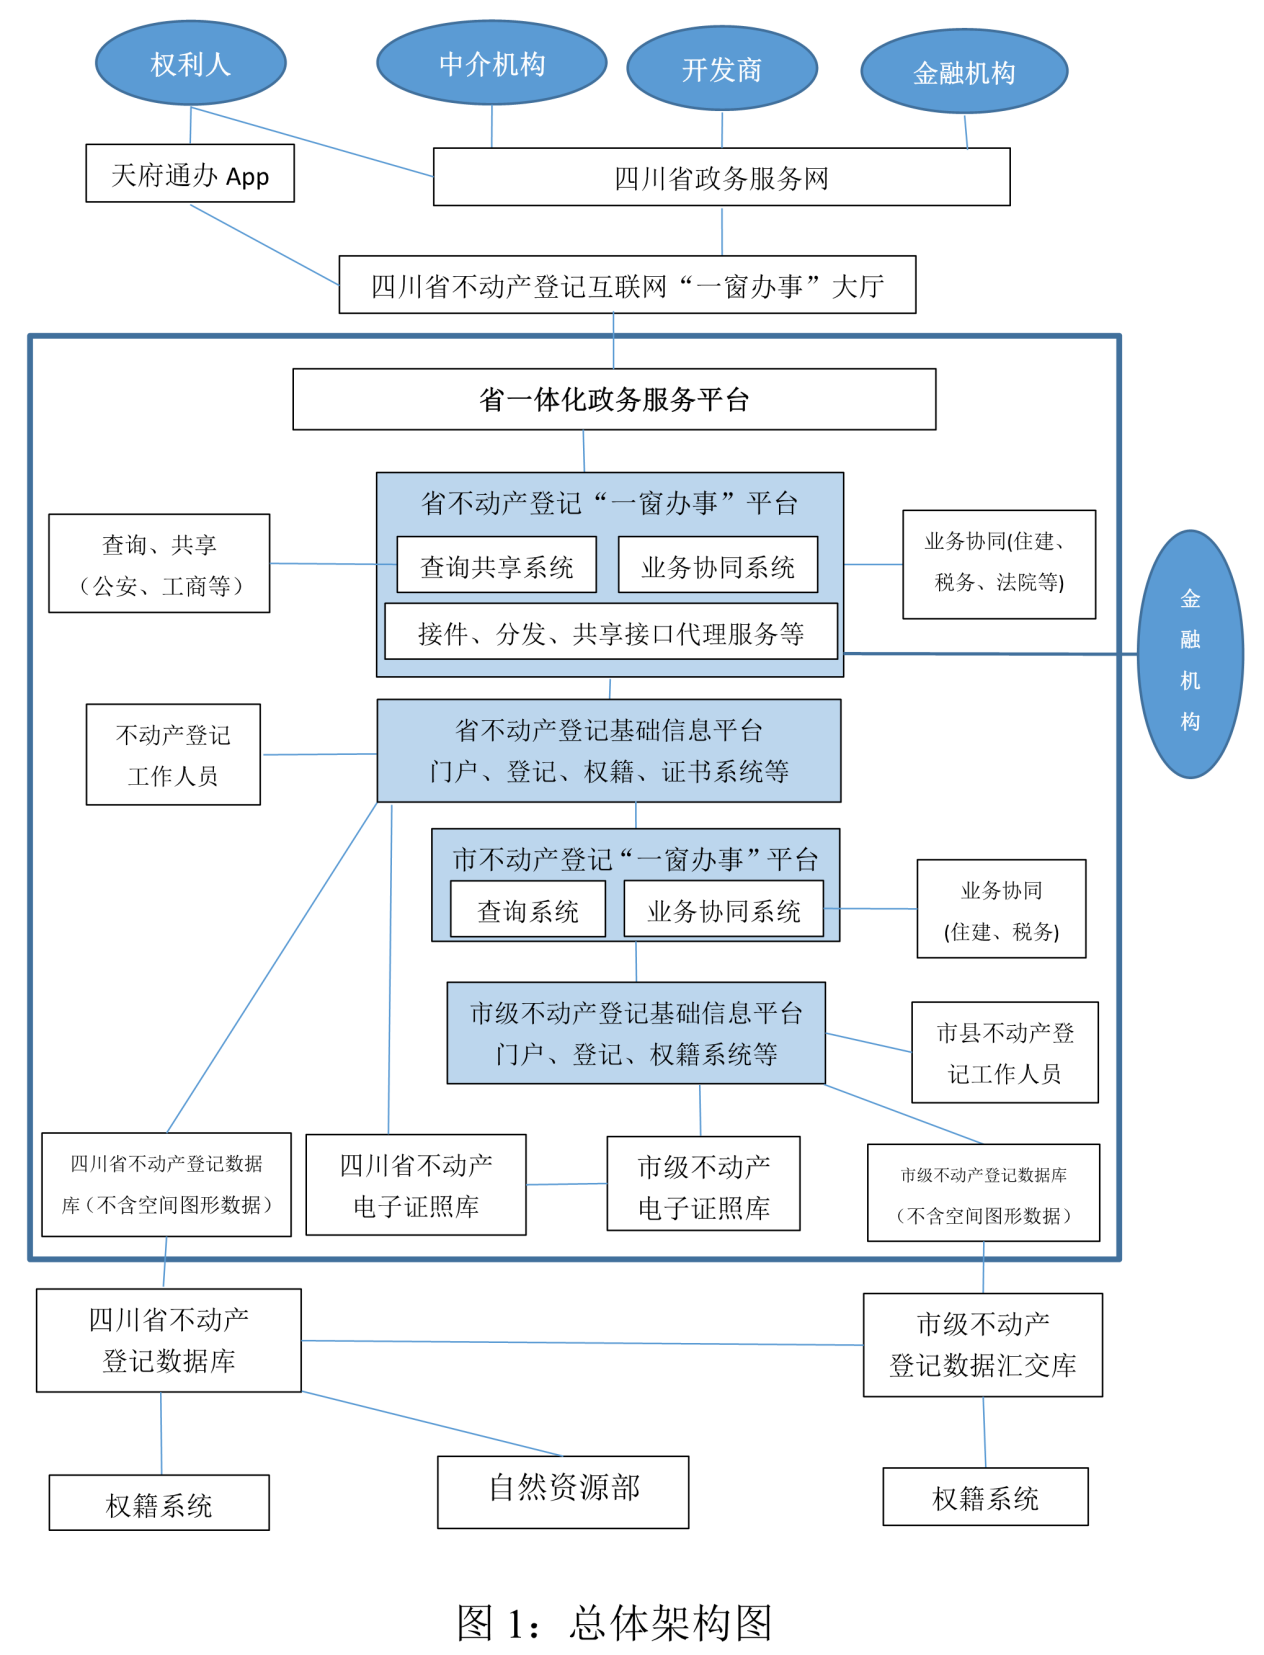 权利人
中介机构
开发商
金融机构
天府通办 App
四川省政务服务网
四川省不动产登记互联网“一窗办事”大厅
省一体化政务服务平台
省不动产登记“一窗办事”平台
查询、共享
（公安、工商等）
查询共享系统
业务协同系统
业务协同(住建、
税务、法院等)
接件、分发、共享接口代理服务等
金
融
机
构
不动产登记
工作人员
省不动产登记基础信息平台
门户、登记、权籍、证书系统等
市不动产登记“一窗办事”平台
查询系统
业务协同系统
业务协同
(住建、税务)
市级不动产登记基础信息平台
门户、登记、权籍系统等
市县不动产登
记工作人员
四川省不动产登记数据
库（不含空间图形数据）
四川省不动产
电子证照库
市级不动产
电子证照库
市级不动产登记数据库
（不含空间图形数据）
四川省不动产
登记数据库
市级不动产
登记数据汇交库
权籍系统
自然资源部
权籍系统
图 1：总体架构图